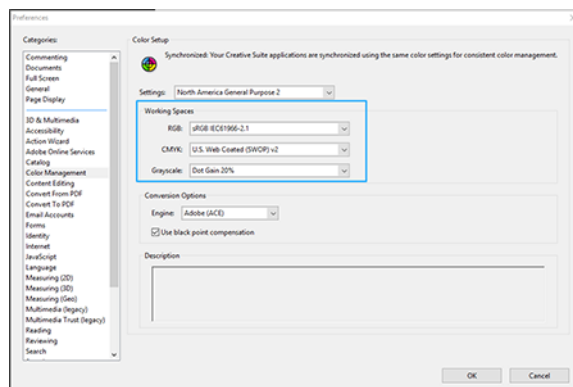 Preferences
Categories:
Commenting
Documents
Full Screen
General
Page Display
3D & Multimedia
Accessibility
Action Wizard
Adobe Online Services
Catalog
Color Management
Content Editing
Convert From PDF
Convert To PDF
Email Accounts
Forms
Identity
Internet
JavaScript
Language
Measuring (2D)
Measuring (3D)
Measuring (Geo)
Multimedia (legacy)
Multimedia Trust (legacy)
Reading
Reviewing
Search
Color Setup
Synchronized: Your Creative Suite applications are synchronized using the same color settings for consistent color management.
Settings: North America General Purpose 2
Working Spaces
RGB: sRGB IEC61966-2.1
CMYK: U.S. Web Coated (SWOP) v2
Grayscale: Dot Gain 20%
Conversion Options
Engine: Adobe (ACE)
Use black point compensation
Description
OK Cancel